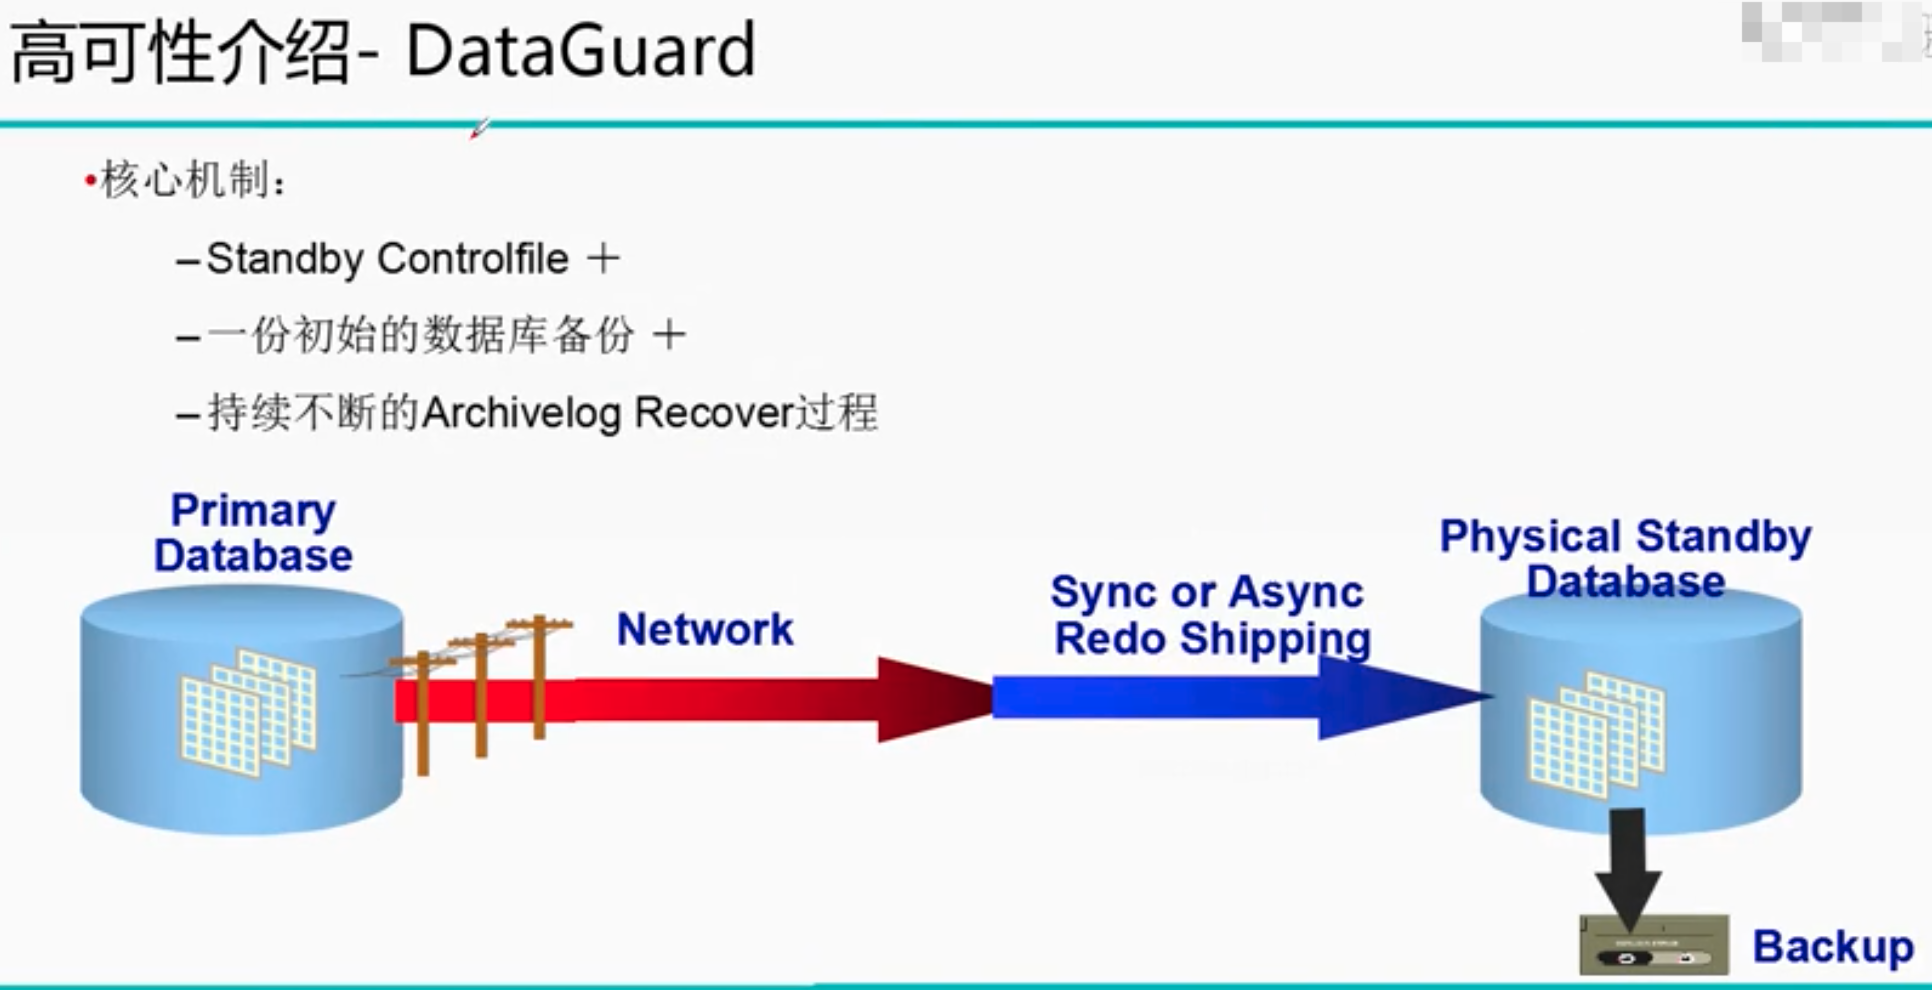 高可性介绍- DataGuard
•核心机制：
–Standby Controlfile ＋
–一份初始的数据库备份 ＋
–持续不断的Archivelog Recover过程
Primary
Database
Network
Sync or Async
Redo Shipping
Physical Standby
Database
Backup